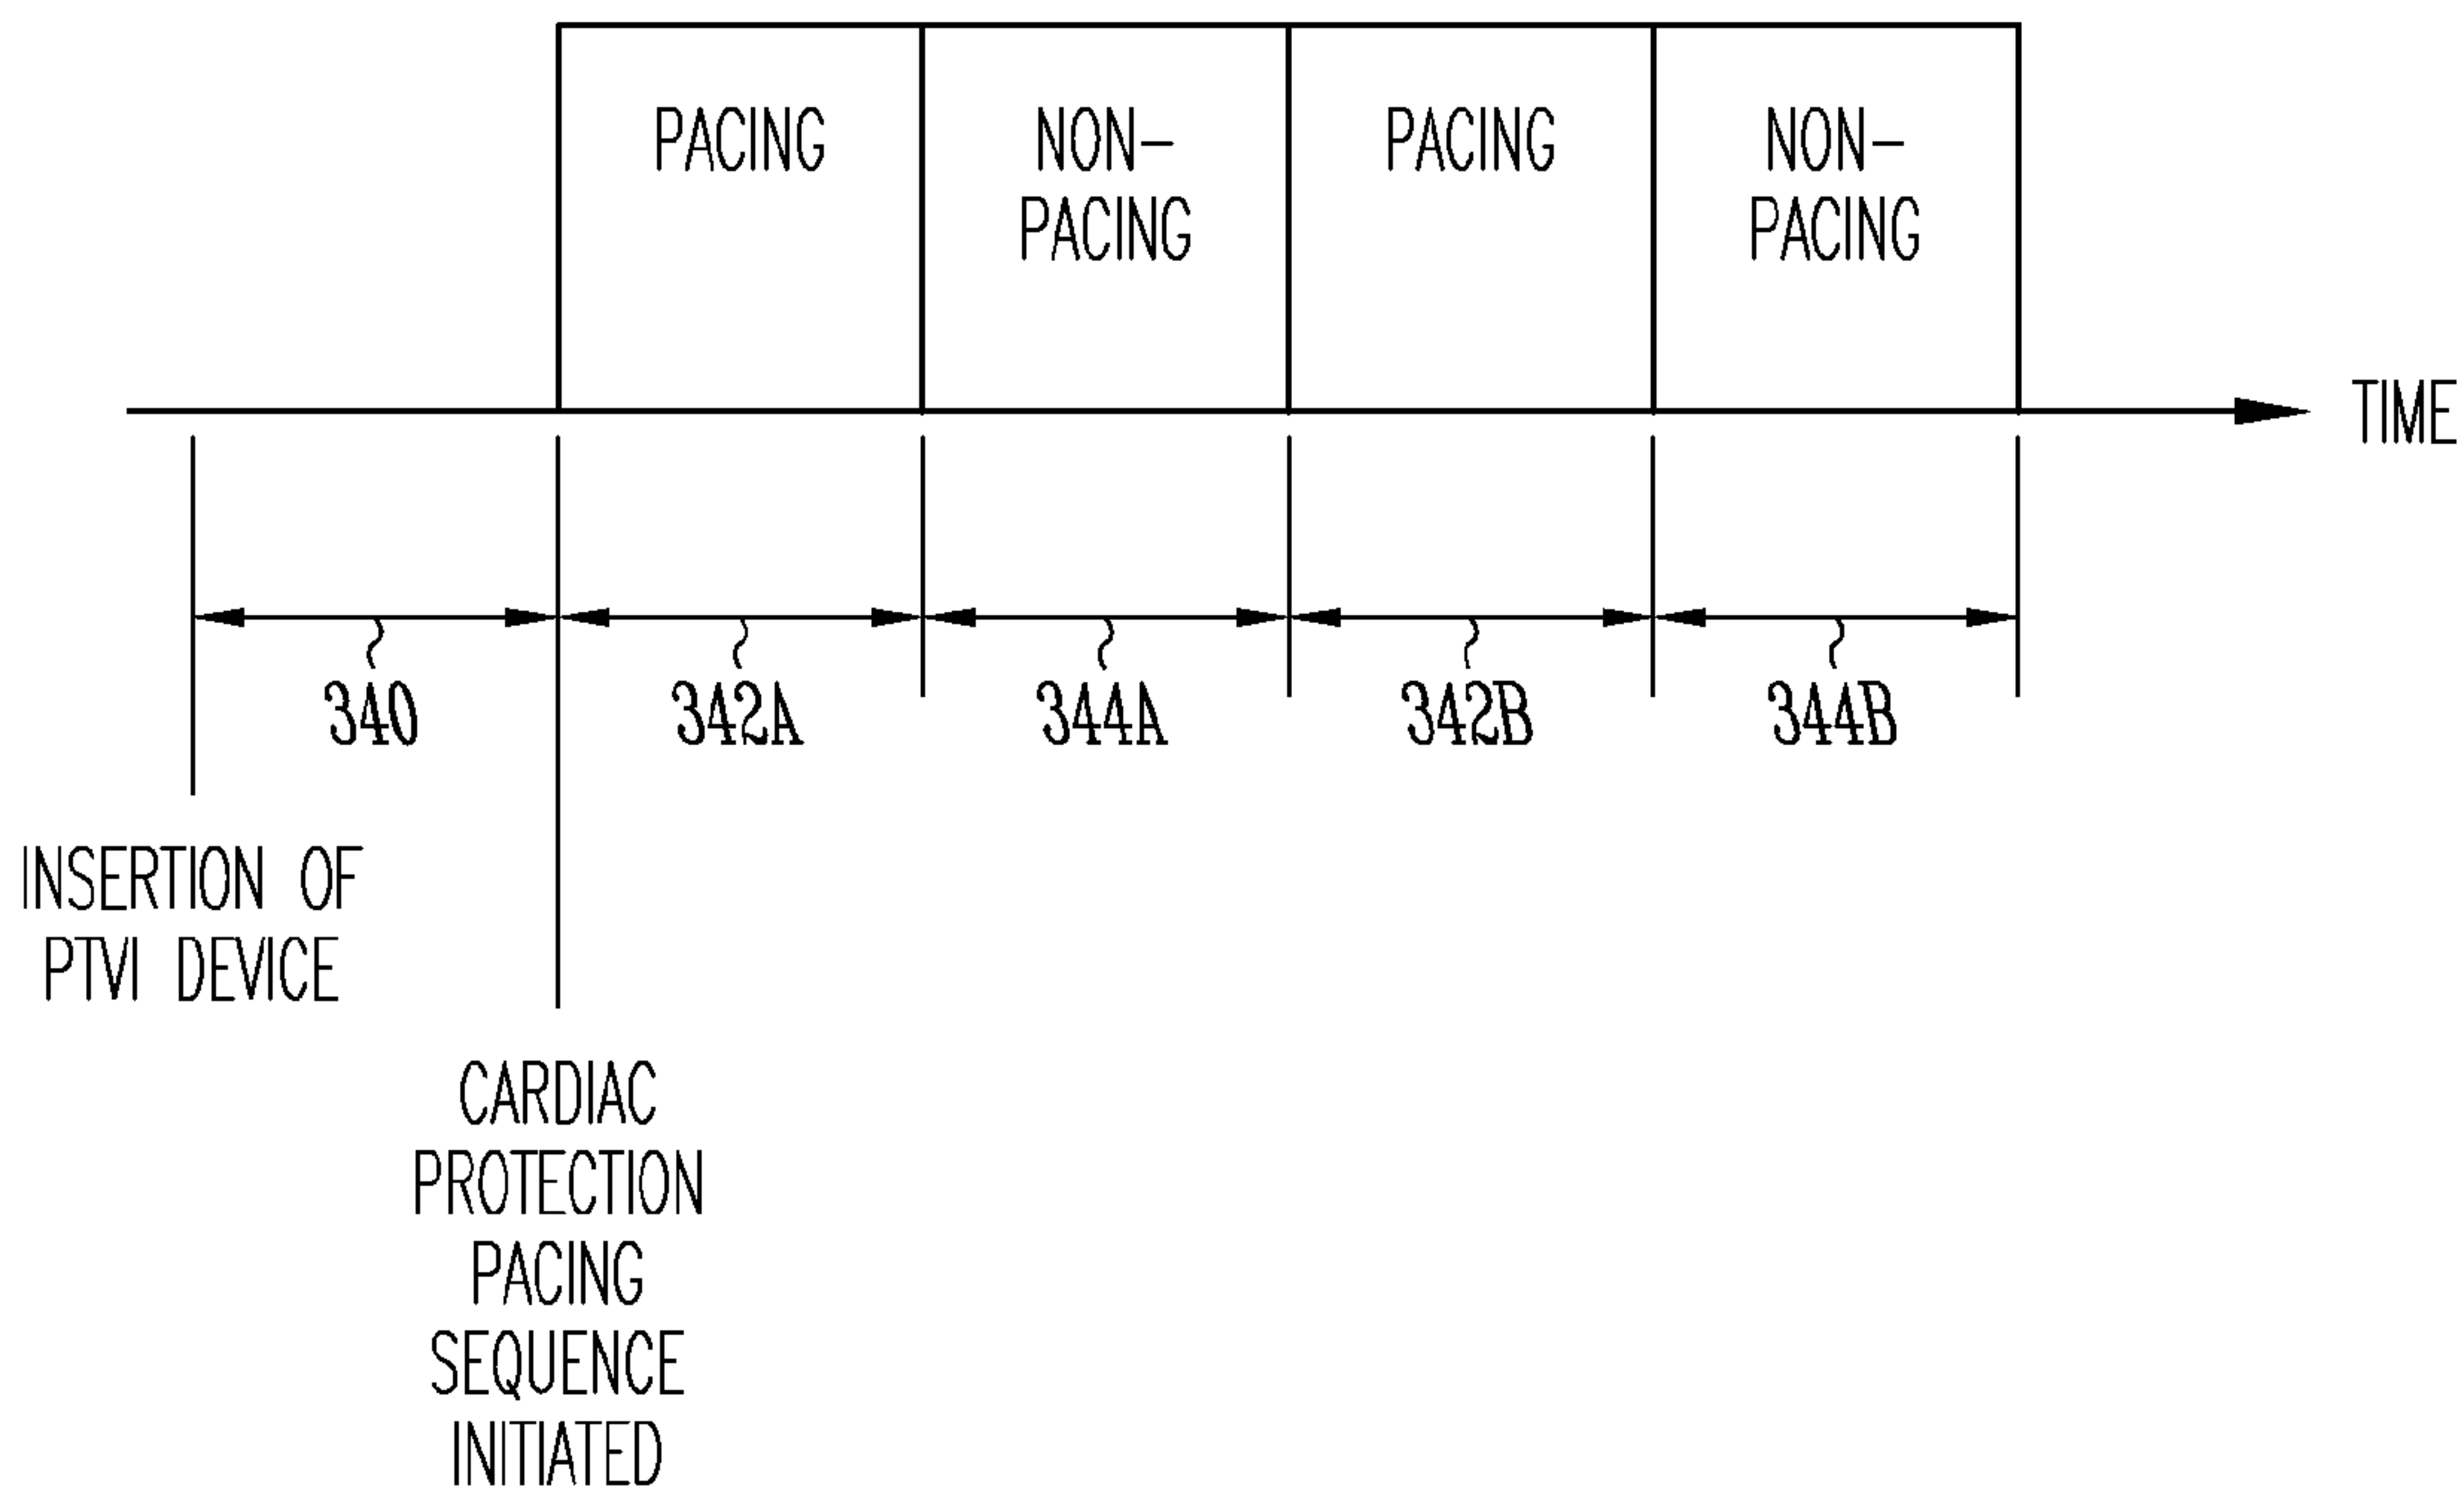 PACING
NON-
PACING
PACING
NON-
PACING
TIME
340
342A
344A
342B
344B
INSERTION OF
PTVI DEVICE
CARDIAC
PROTECTION
PACING
SEQUENCE
INITIATED